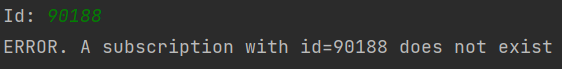 Id: 90188
ERROR. A subscription with id=90188 does not exist